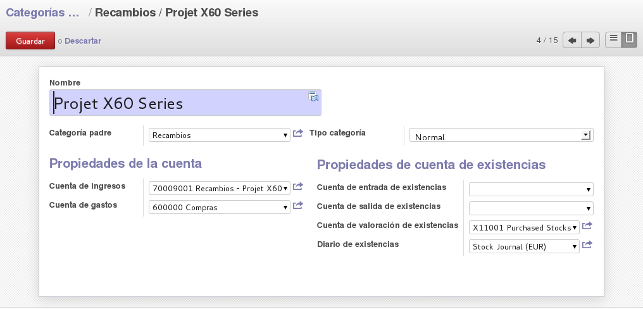 Categorías ... / Recambios / Projet X60 Series
Guardar o Descartar 4 / 15
Nombre
Projet X60 Series
Categoría padre Recambios Tipo categoría Normal
Propiedades de la cuenta Propiedades de cuenta de existencias
Cuenta de ingresos 70009001 Recambios - Projet X60 Cuenta de entrada de existencias
Cuenta de gastos 600000 Compras Cuenta de salida de existencias
Cuenta de valoración de existencias X11001 Purchased Stocks
Diario de existencias Stock Journal (EUR)